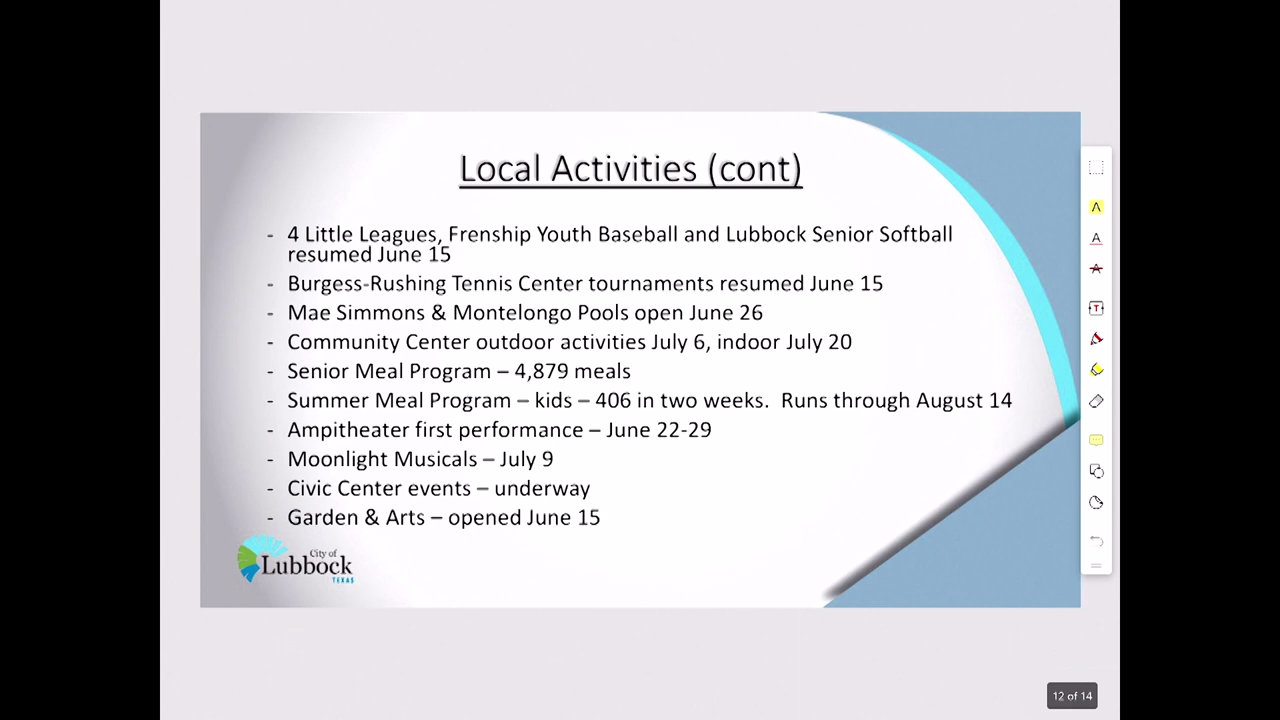 Local Activities (cont)
- 4 Little Leagues, Frenship Youth Baseball and Lubbock Senior Softball
resumed June 15
- Burgess-Rushing Tennis Center tournaments resumed June 15
- Mae Simmons & Montelongo Pools open June 26
- Community Center outdoor activities July 6, indoor July 20
- Senior Meal Program – 4,879 meals
- Summer Meal Program – kids – 406 in two weeks.  Runs through August 14
- Ampitheater first performance – June 22-29
- Moonlight Musicals – July 9
- Civic Center events – underway
- Garden & Arts – opened June 15
City of
Lubbock
TEXAS
A
A
A
T
12 of 14